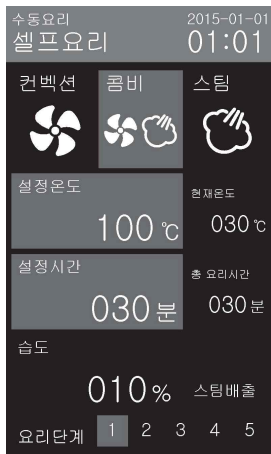 수동요리 2015-01-01
셀프요리 01:01
컨벡션 콤비 스팀
설정온도 현재온도
100 ℃ 030 ℃
설정시간 총 요리시간
030 분 030 분
습도
010 % 스팀배출
요리단계 1 2 3 4 5